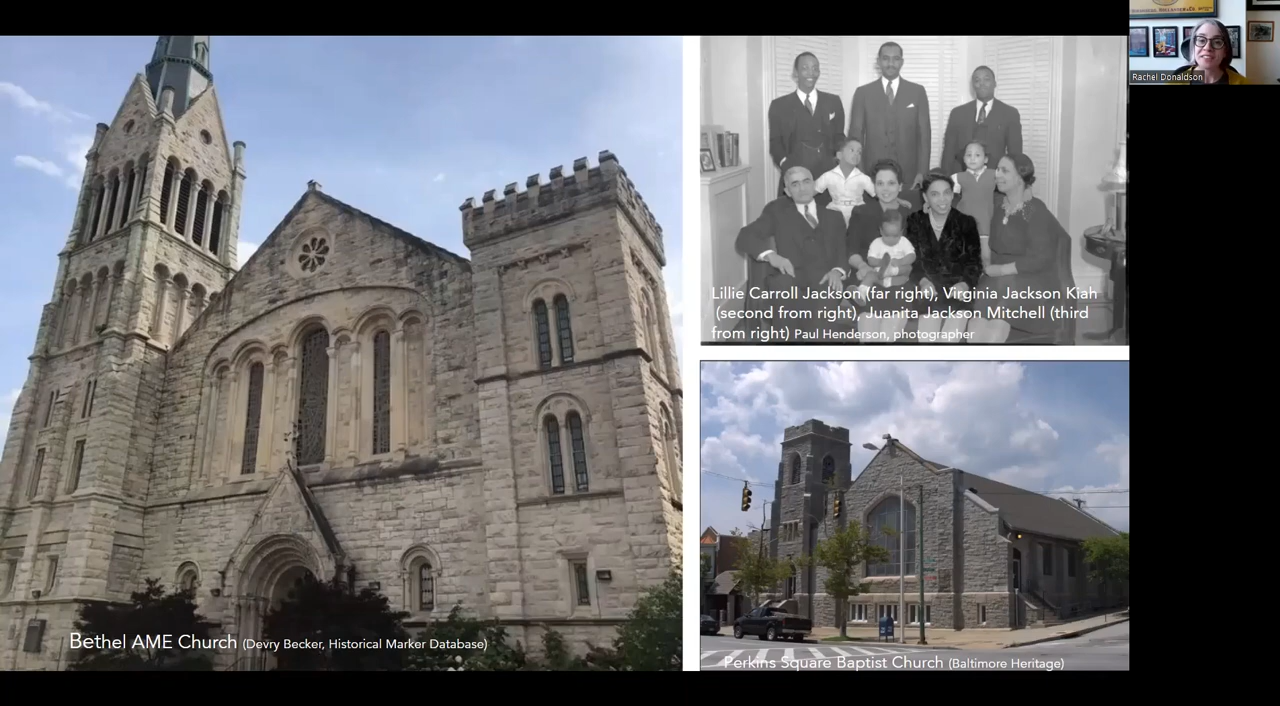 Bethel AME Church (Devry Becker, Historical Marker Database)
Lillie Carroll Jackson (far right), Virginia Jackson Kiah
(second from right), Juanita Jackson Mitchell (third
from right) Paul Henderson, photographer
Perkins Square Baptist Church (Baltimore Heritage)
Rachel Donaldson